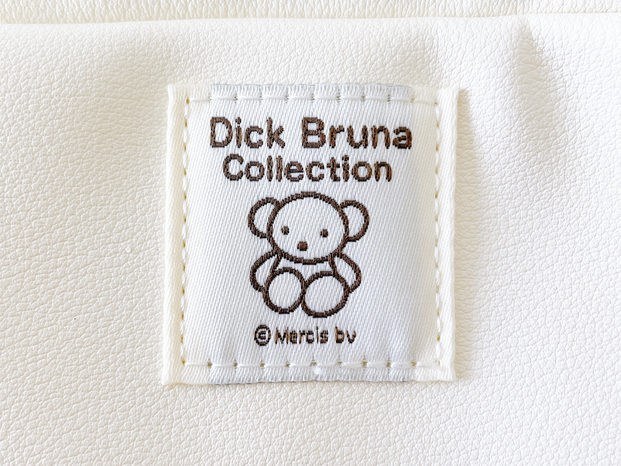 Dick Bruna
Collection
© Mercis bv